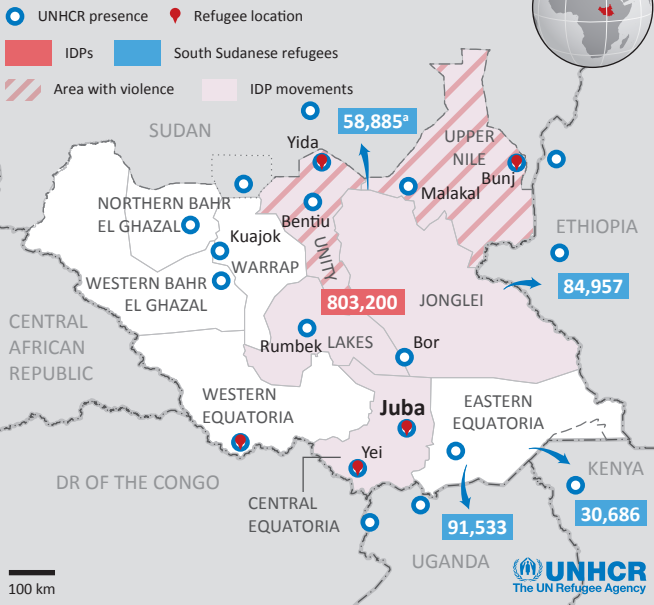 UNHCR presence
Refugee location
IDPs
South Sudanese refugees
Area with violence
IDP movements
SUDAN
58,885ᵃ
Yida
UPPER
NILE
Bunj
Malakal
NORTHERN BAHR
EL GHAZAL
Bentiu
ETHIOPIA
Kuajok
UNITY
WARRAP
WESTERN BAHR
EL GHAZAL
84,957
803,200
JONGLEI
CENTRAL
AFRICAN
REPUBLIC
Rumbek
LAKES
Bor
WESTERN
EQUATORIA
Juba
EASTERN
EQUATORIA
Yei
KENYA
DR OF THE CONGO
CENTRAL
EQUATORIA
30,686
91,533
UGANDA
UNHCR
The UN Refugee Agency
100 km